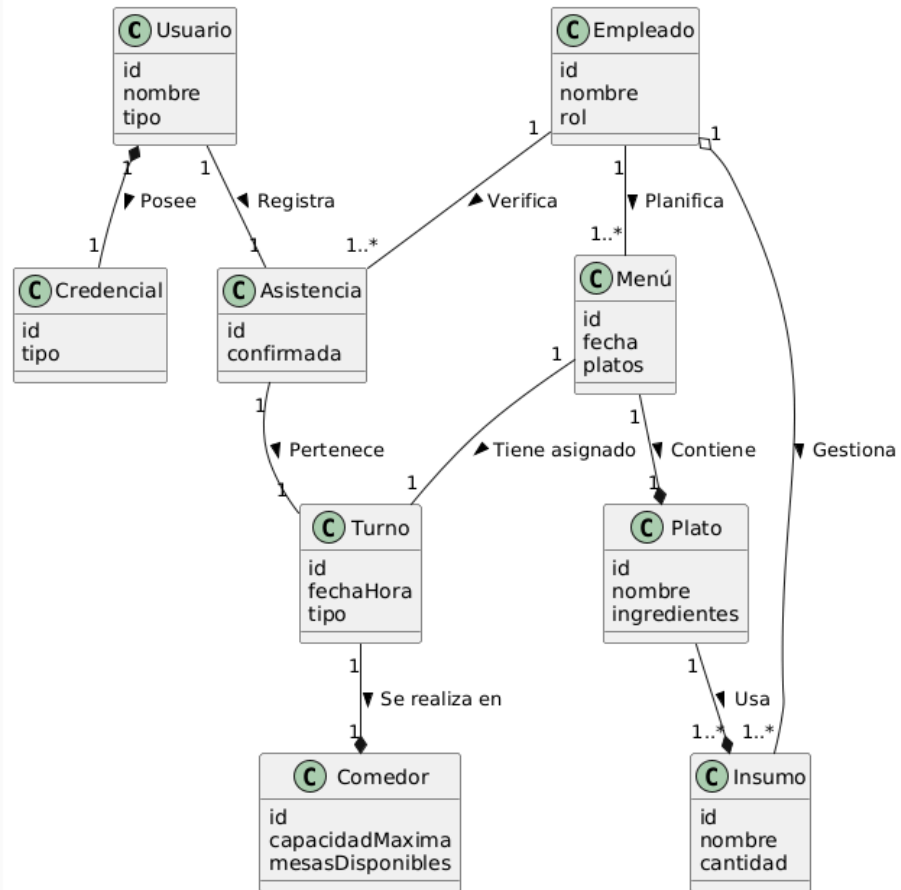 C Usuario
id
nombre
tipo
C Empleado
id
nombre
rol
1
Posee
1
1
Registra
1
1
Verifica
1..*
1
Planifica
1..*
1
Gestiona
1..*
C Credencial
id
tipo
C Asistencia
id
confirmada
C Menú
id
fecha
platos
1
Pertenece
1
1
Tiene asignado
1
1
Contiene
1
C Turno
id
fechaHora
tipo
C Plato
id
nombre
ingredientes
1
Se realiza en
1
1
Usa
1..*
C Comedor
id
capacidadMaxima
mesasDisponibles
C Insumo
id
nombre
cantidad